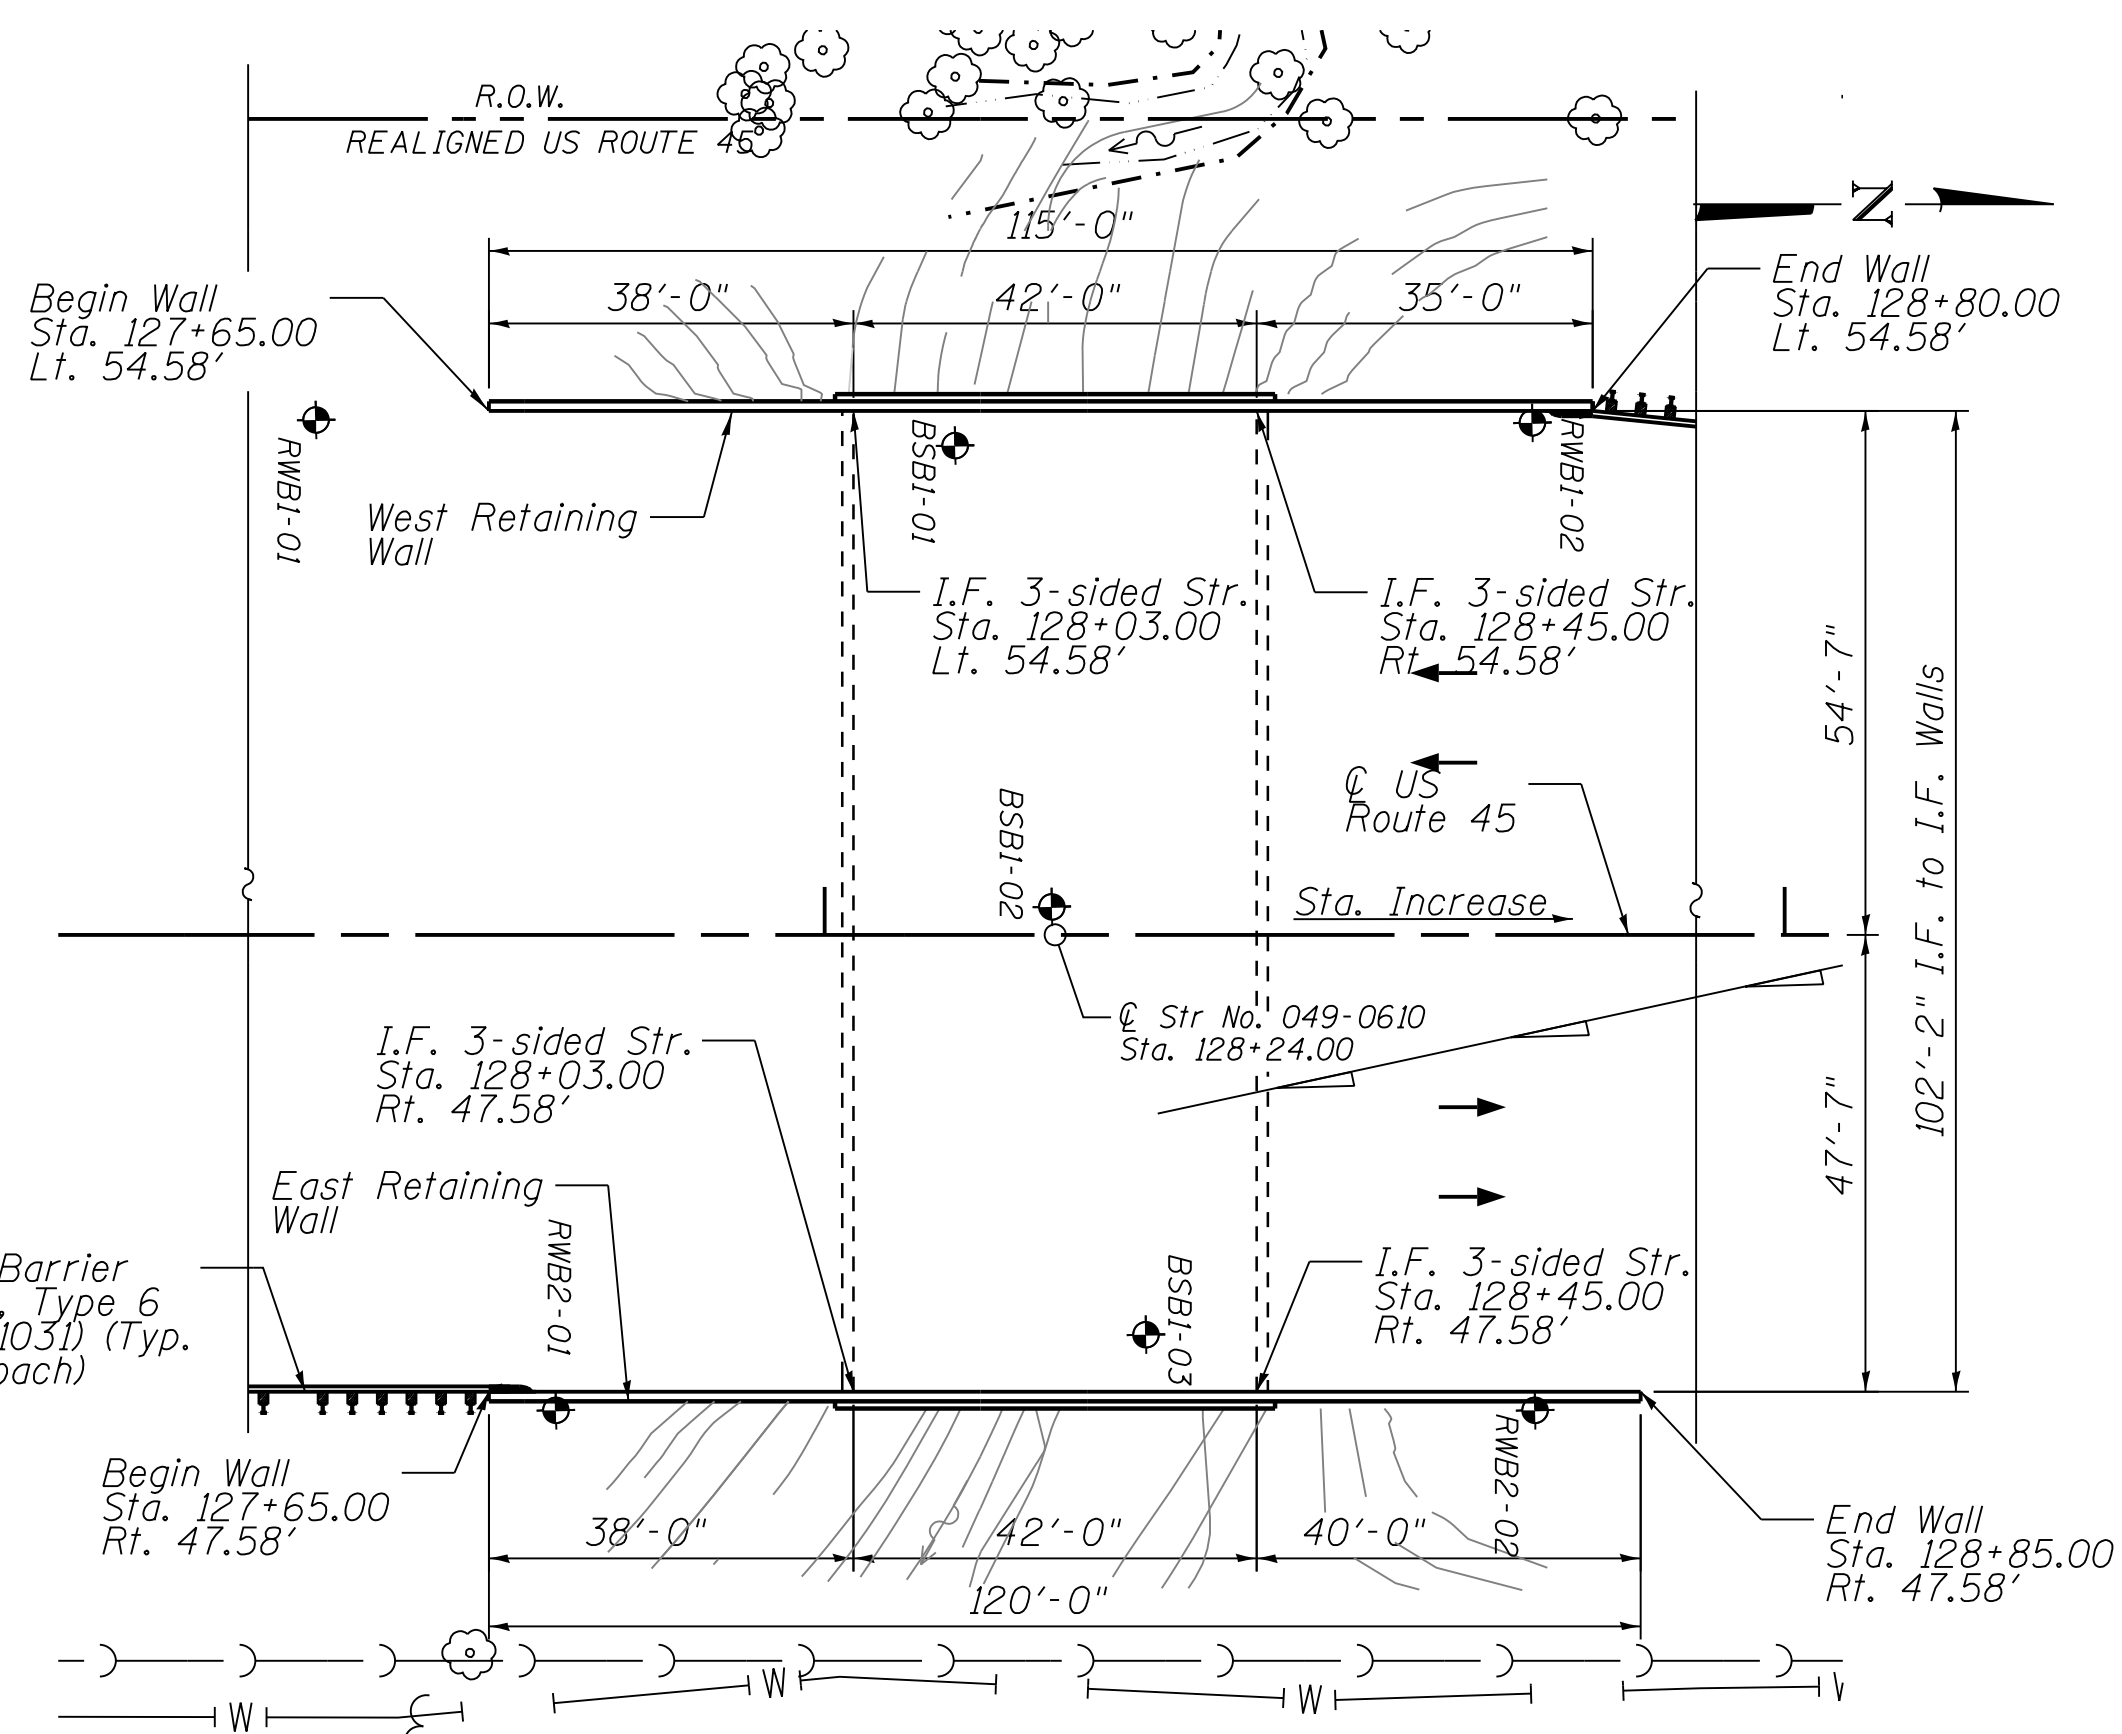 R.O.W.
REALIGNED US ROUTE 45
N
115'-0"
38'-0"
42'-0"
35'-0"
Begin Wall
Sta. 127+65.00
Lt. 54.58'
End Wall
Sta. 128+80.00
Lt. 54.58'
RWB1-01
West Retaining
Wall
BSB1-01
RWB1-02
I.F. 3-sided Str.
Sta. 128+03.00
Lt. 54.58'
I.F. 3-sided Str.
Sta. 128+45.00
Rt. 54.58'
54'-7"
102'-2" I.F. to I.F. Walls
℄ US
Route 45
BSB1-02
Sta. Increase
℄ Str No. 049-0610
Sta. 128+24.00
I.F. 3-sided Str.
Sta. 128+03.00
Rt. 47.58'
47'-7"
East Retaining
Wall
RWB2-01
BSB1-03
I.F. 3-sided Str.
Sta. 128+45.00
Rt. 47.58'
Barrier
. Type 6
1031) (Typ.
oach)
Begin Wall
Sta. 127+65.00
Rt. 47.58'
RWB2-02
End Wall
Sta. 128+85.00
Rt. 47.58'
38'-0"
42'-0"
40'-0"
120'-0"
W
W
W